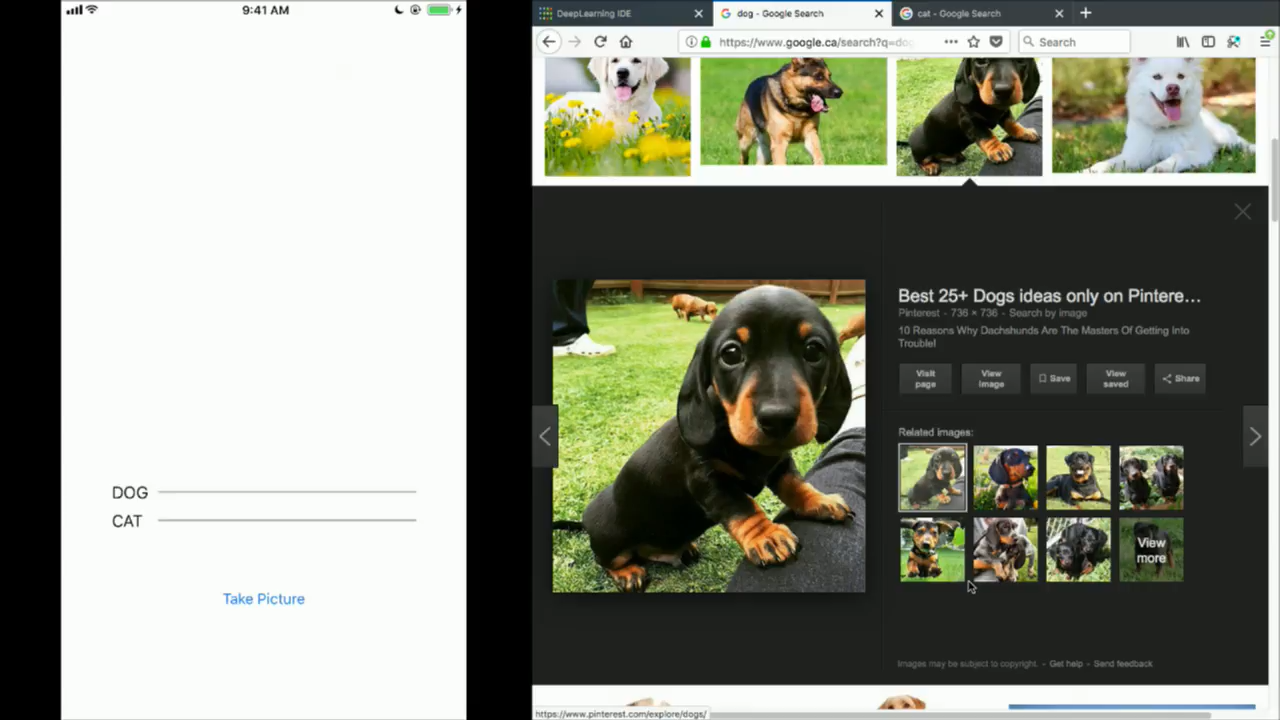 9:41 AM
DOG
CAT
Take Picture
DeepLearning IDE
dog - Google Search
cat - Google Search
https://www.google.ca/search?q=dog
Search
Best 25+ Dogs ideas only on Pintere...
Pinterest - 736 × 736 - Search by image
10 Reasons Why Dachshunds Are The Masters Of Getting Into
Trouble!
Visit
page
View
image
Save
View
saved
Share
Related images:
View
more
Images may be subject to copyright. - Get help - Send feedback
https://www.pinterest.com/explore/dogs/